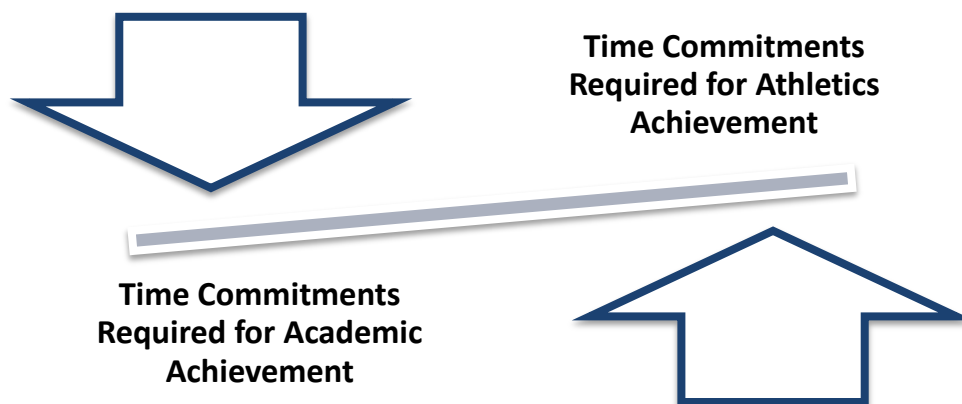 Time Commitments
Required for Athletics
Achievement
Time Commitments
Required for Academic
Achievement